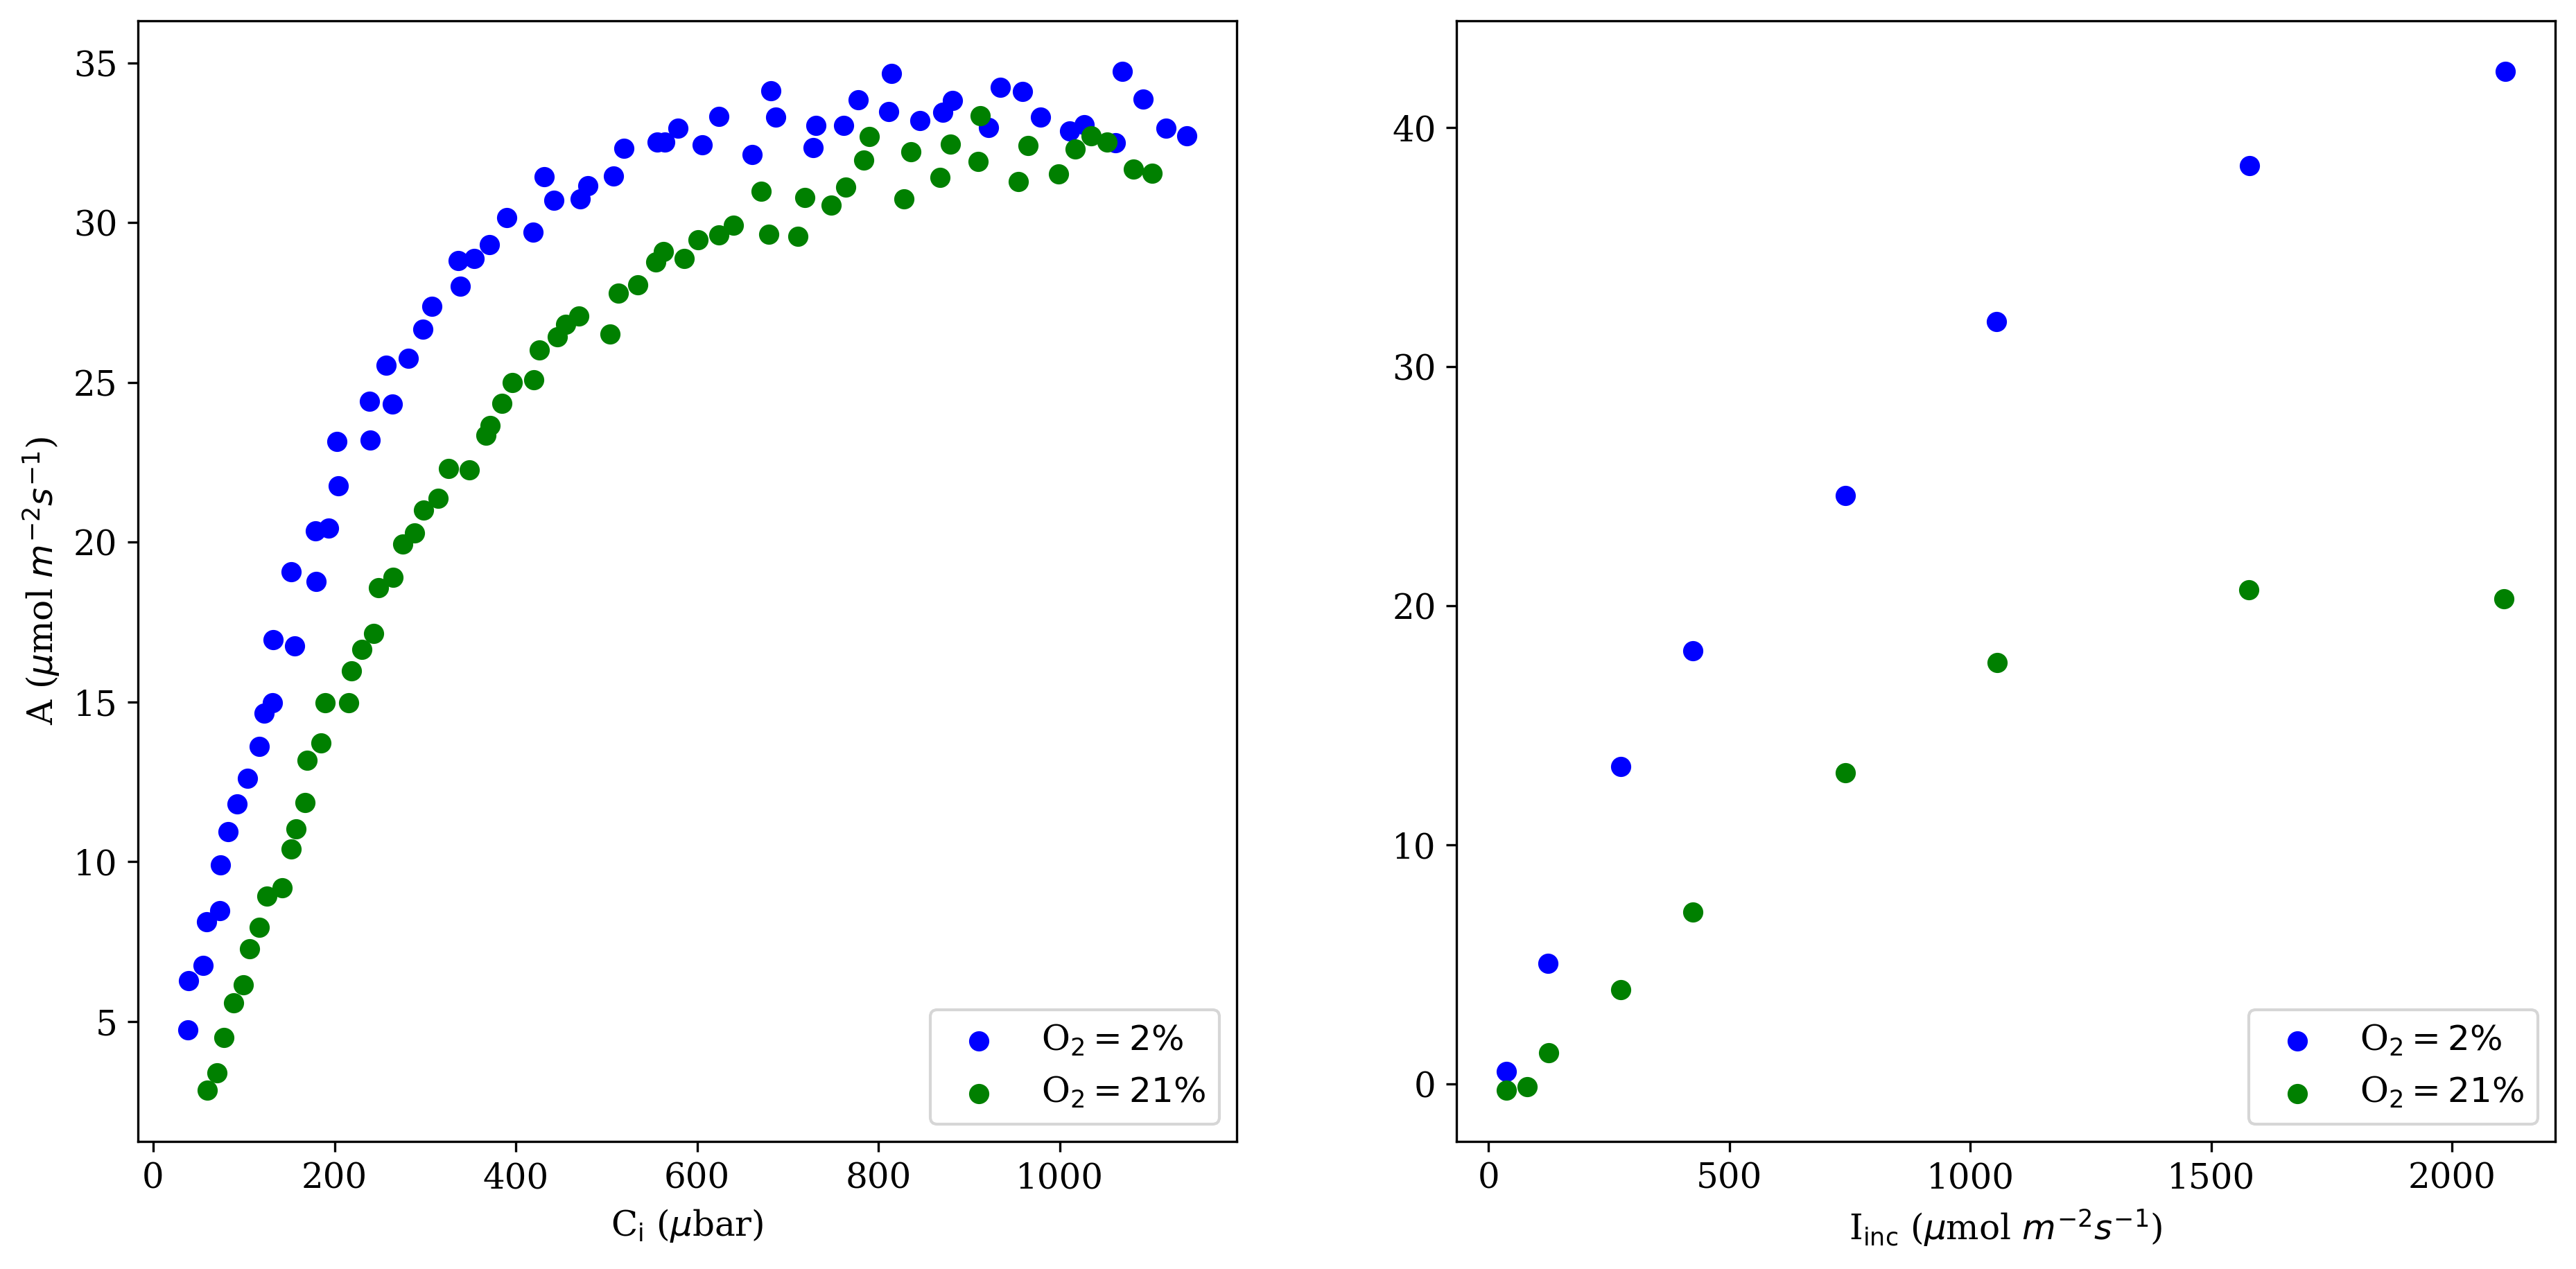 35
30
25
20
15
10
5
A (μmol m⁻²s⁻¹)
0 200 400 600 800 1000
Cᵢ (μbar)
O₂ = 2%
O₂ = 21%
40
30
20
10
0
0 500 1000 1500 2000
I_inc (μmol m⁻²s⁻¹)
O₂ = 2%
O₂ = 21%